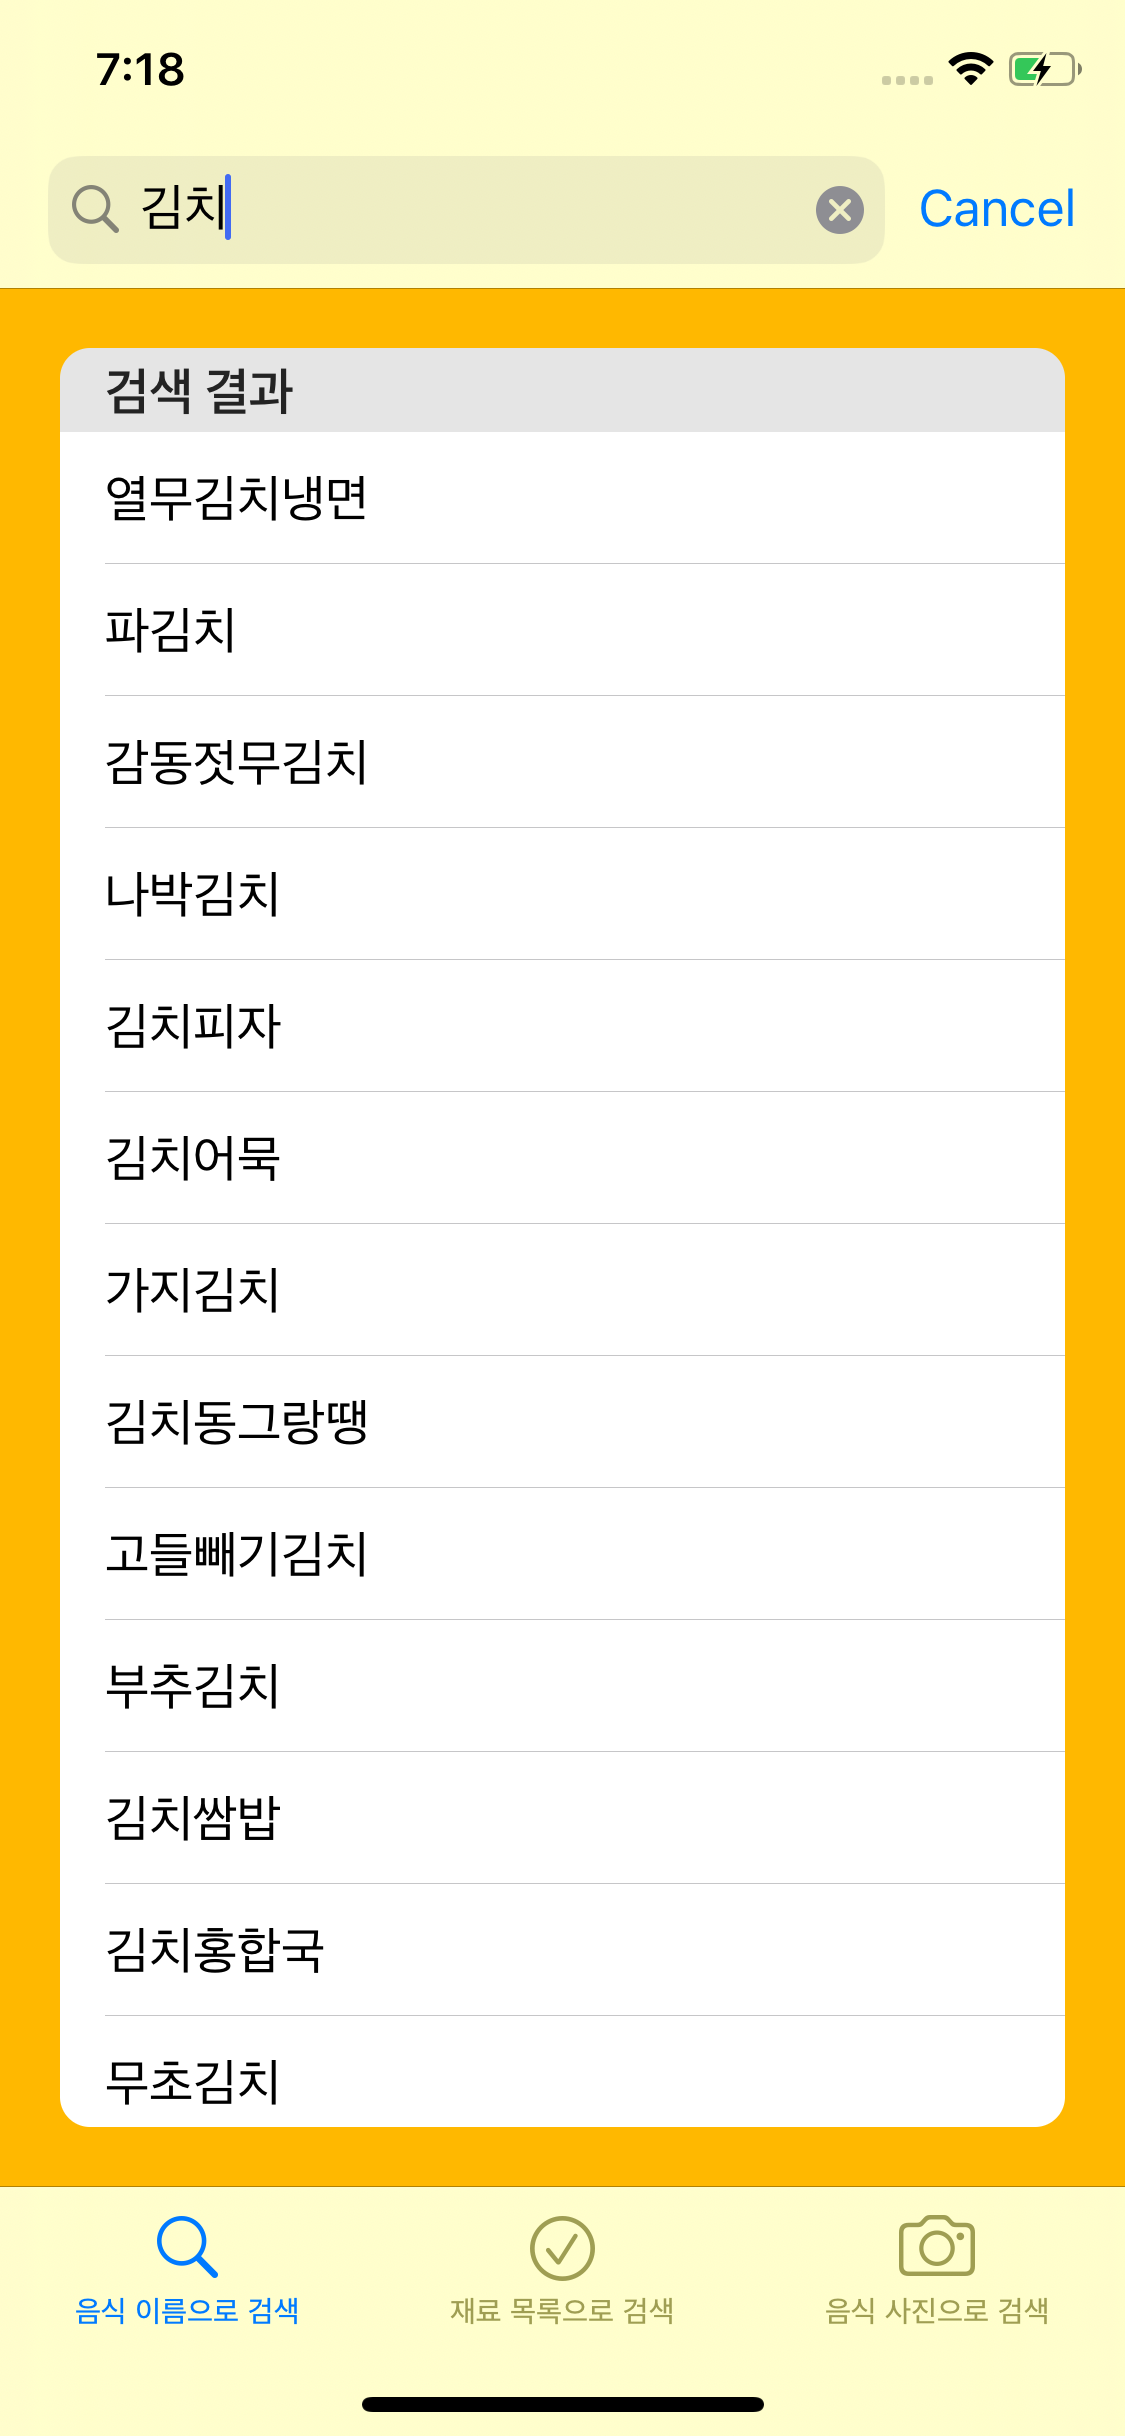 7:18
김치
Cancel
검색 결과
열무김치냉면
파김치
감동젓무김치
나박김치
김치피자
김치어묵
가지김치
김치동그랑땡
고들빼기김치
부추김치
김치쌈밥
김치홍합국
무초김치
음식 이름으로 검색
재료 목록으로 검색
음식 사진으로 검색